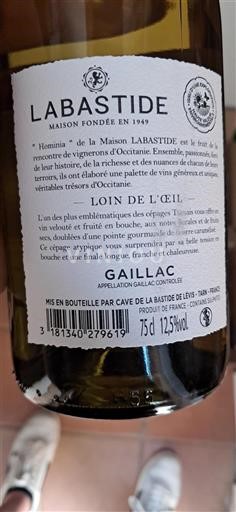 LABASTIDE
MAISON FONDÉE EN 1949
" Hominia " de la Maison LABASTIDE est le fruit de la
rencontre de vignerons d'Occitanie. Ensemble, passionnés, fiers
de leur histoire, de la richesse et des nuances de chacun de leurs
terroirs, ils ont élaboré une palette de vins généreux et uniques,
véritables trésors d'Occitanie.
— LOIN DE L'ŒIL —
L'un des plus emblématiques des cépages Tarnais vous offre un
vin velouté et fruité en bouche, aux notes florales et de fruits
secs, doublées d'une pointe gourmande de beurre caramélisé.
Ce cépage atypique vous surprendra par sa belle tension en
bouche et une finale longue, franche et chaleureuse.
GAILLAC
APPELLATION GAILLAC CONTRÔLÉE
MIS EN BOUTEILLE PAR CAVE DE LA BASTIDE DE LÉVIS - TARN - FRANCE
PRODUIT DE FRANCE - CONTAINS SULPHITES
75cl 12,5%vol
3 181340 279619